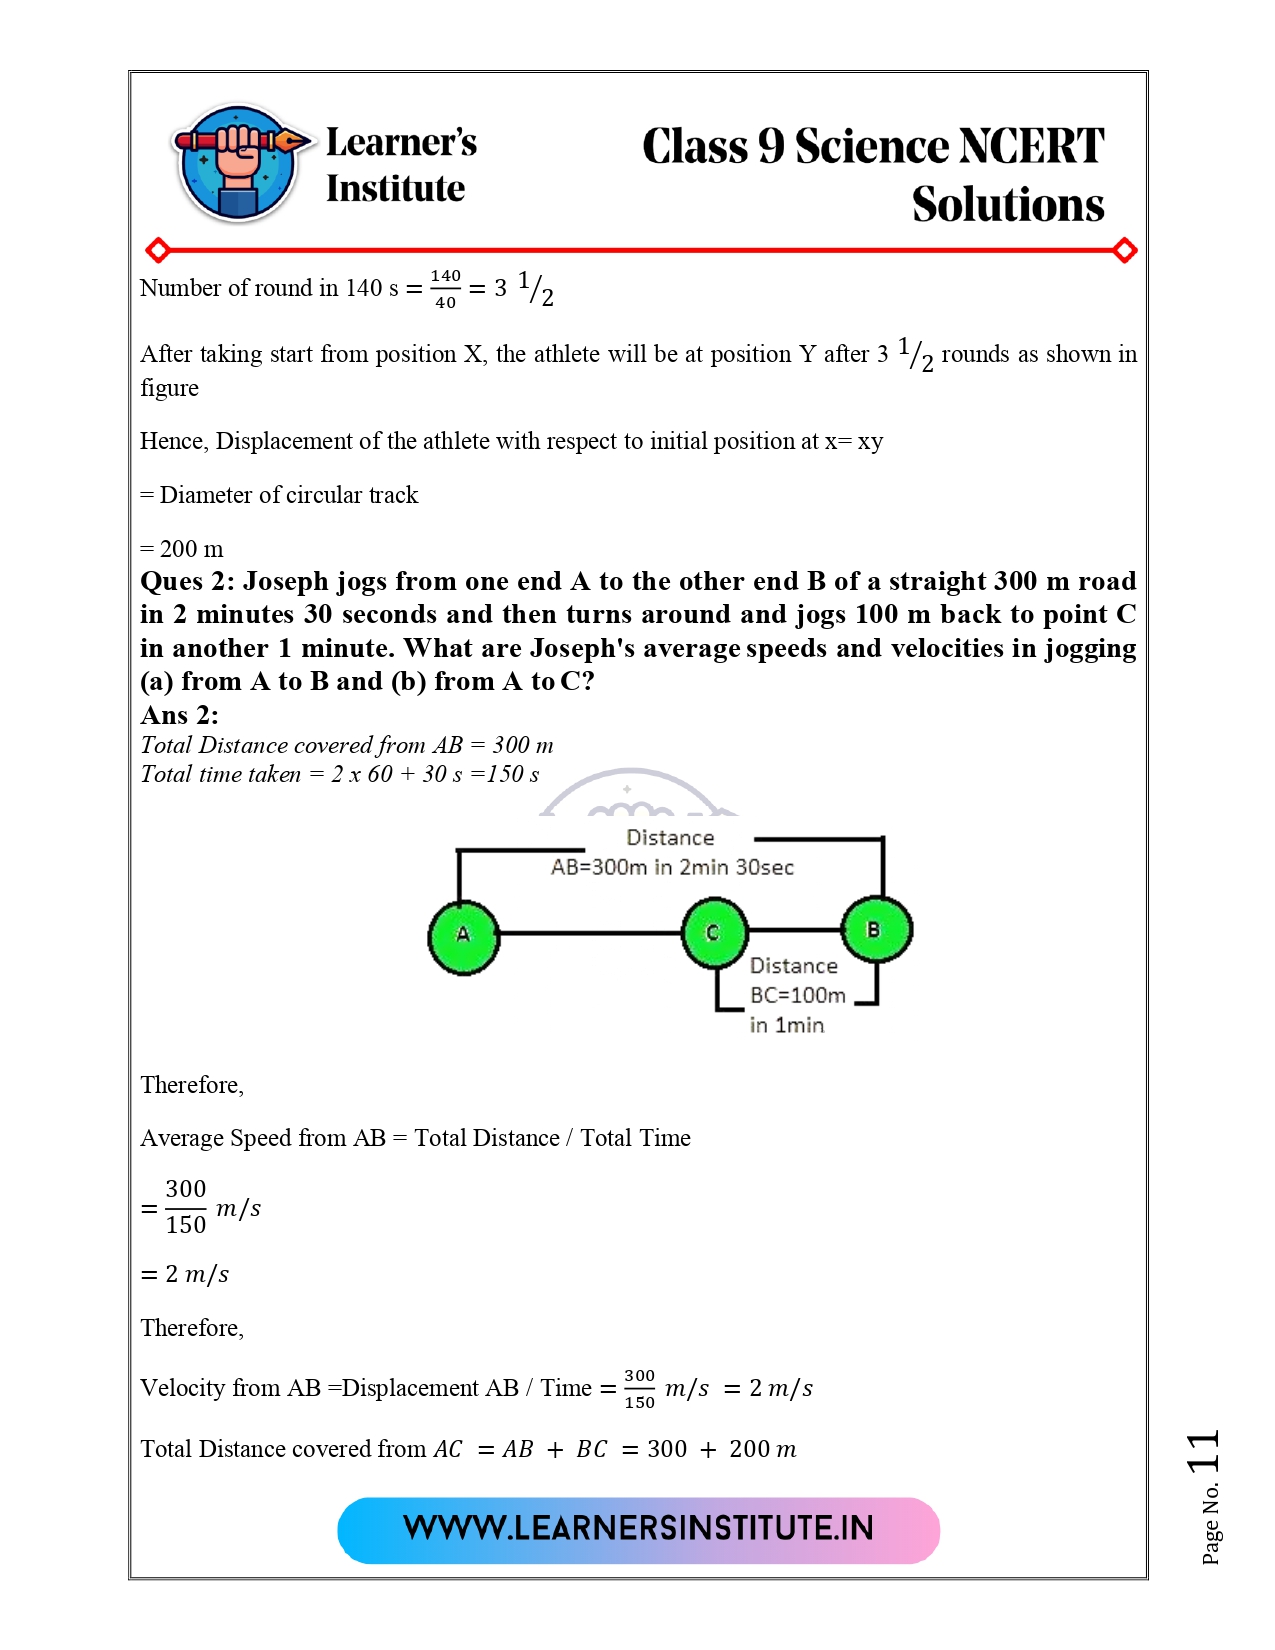 Learner's
Institute
Class 9 Science NCERT
Solutions
Number of round in 140 s = 140/40 = 3 1/2
After taking start from position X, the athlete will be at position Y after 3 1/2 rounds as shown in
figure
Hence, Displacement of the athlete with respect to initial position at x= xy
= Diameter of circular track
= 200 m
Ques 2: Joseph jogs from one end A to the other end B of a straight 300 m road
in 2 minutes 30 seconds and then turns around and jogs 100 m back to point C
in another 1 minute. What are Joseph's average speeds and velocities in jogging
(a) from A to B and (b) from A to C?
Ans 2:
Total Distance covered from AB = 300 m
Total time taken = 2 x 60 + 30 s =150 s
Distance
AB=300m in 2min 30sec
A
C
B
Distance
BC=100m
in 1min
Therefore,
Average Speed from AB = Total Distance / Total Time
= 300/150 m/s
= 2 m/s
Therefore,
Velocity from AB =Displacement AB / Time = 300/150 m/s = 2 m/s
Total Distance covered from AC = AB + BC = 300 + 200 m
WWW.LEARNERSINSTITUTE.IN
Page No. 11